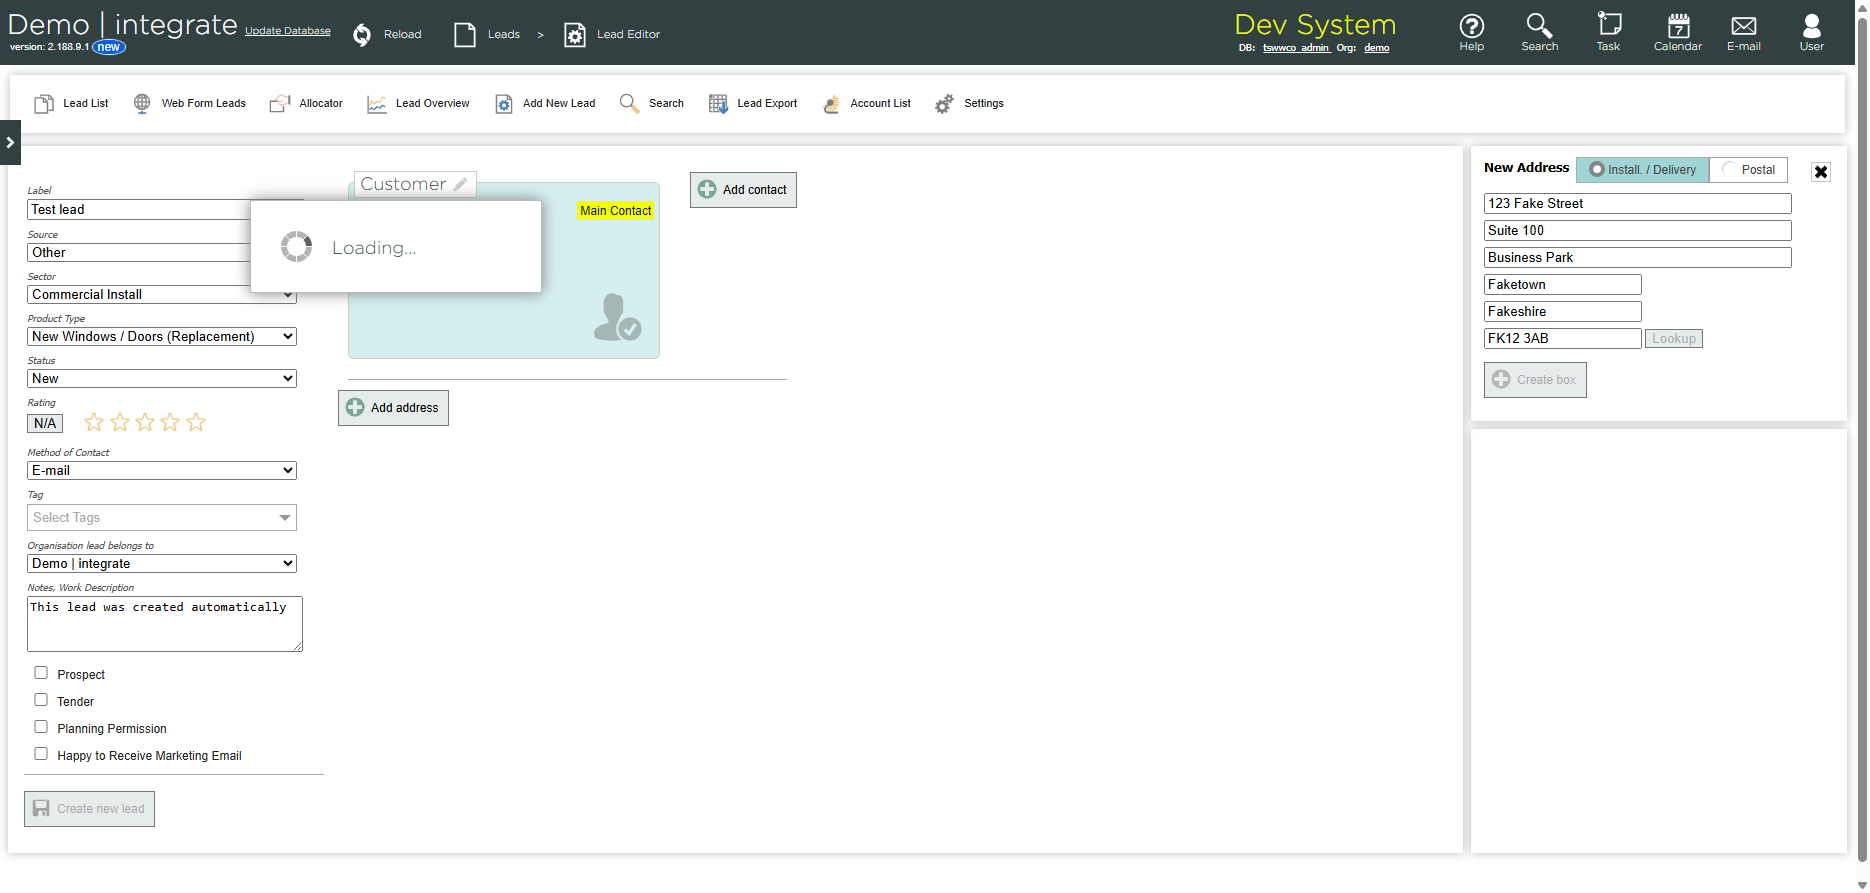 Demo | integrate Update Database
version: 2.188.9.1 new
Reload
Leads > Lead Editor
Dev System
DB: tswwco_admin Org: demo
Help
Search
Task
7
Calendar
E-mail
User
Lead List
Web Form Leads
Allocator
Lead Overview
Add New Lead
Search
Lead Export
Account List
Settings
Label
Test lead
Source
Other
Sector
Commercial Install
Product Type
New Windows / Doors (Replacement)
Status
New
Rating
N/A
Method of Contact
E-mail
Tag
Select Tags
Organisation lead belongs to
Demo | integrate
Notes, Work Description
This lead was created automatically
Prospect
Tender
Planning Permission
Happy to Receive Marketing Email
Create new lead
Customer
Main Contact
Loading...
Add contact
Add address
New Address
Install. / Delivery
Postal
123 Fake Street
Suite 100
Business Park
Faketown
Fakeshire
FK12 3AB
Lookup
Create box